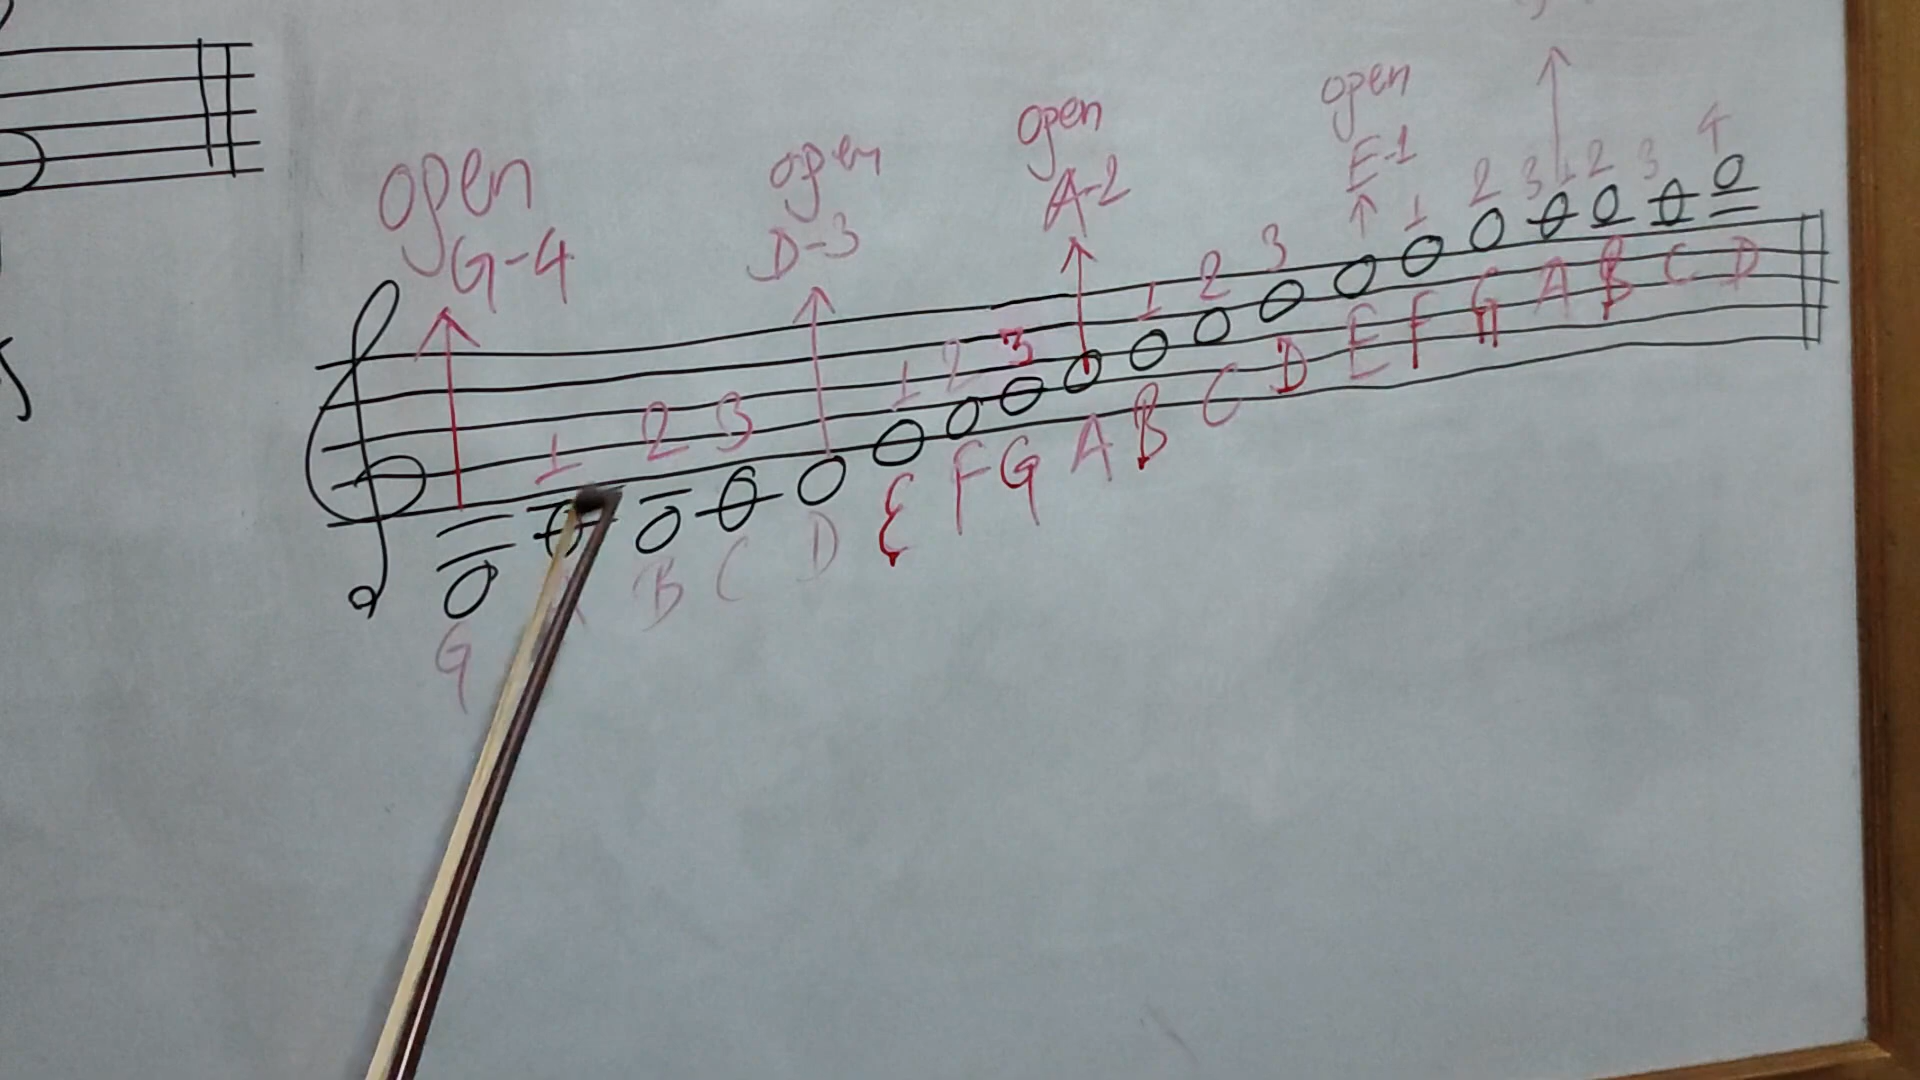 open open open open
G-4 D-3 A-2 E-1
1 2 3 1 2 3 1 2 3 1 2 3 1 2 3 4
G B C D E F G A B C D E F G A B C D